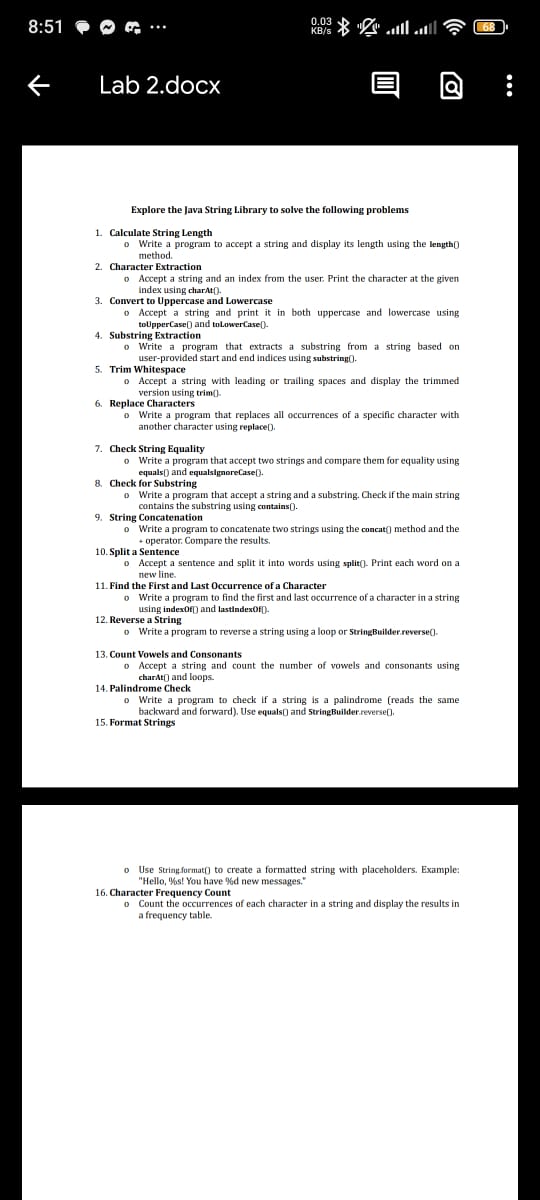 8:51
0.03 KB/s
68
Lab 2.docx
Explore the Java String Library to solve the following problems
1. Calculate String Length
o Write a program to accept a string and display its length using the length()
method.
2. Character Extraction
o Accept a string and an index from the user. Print the character at the given
index using charAt().
3. Convert to Uppercase and Lowercase
o Accept a string and print it in both uppercase and lowercase using
toUpperCase() and toLowerCase().
4. Substring Extraction
o Write a program that extracts a substring from a string based on
user-provided start and end indices using substring().
5. Trim Whitespace
o Accept a string with leading or trailing spaces and display the trimmed
version using trim().
6. Replace Characters
o Write a program that replaces all occurrences of a specific character with
another character using replace().
7. Check String Equality
o Write a program that accept two strings and compare them for equality using
equals() and equalsIgnoreCase().
8. Check for Substring
o Write a program that accept a string and a substring. Check if the main string
contains the substring using contains().
9. String Concatenation
o Write a program to concatenate two strings using the concat() method and the
+ operator. Compare the results.
10. Split a Sentence
o Accept a sentence and split it into words using split(). Print each word on a
new line.
11. Find the First and Last Occurrence of a Character
o Write a program to find the first and last occurrence of a character in a string
using indexOf() and lastIndexOf().
12. Reverse a String
o Write a program to reverse a string using a loop or StringBuilder.reverse().
13. Count Vowels and Consonants
o Accept a string and count the number of vowels and consonants using
charAt() and loops.
14. Palindrome Check
o Write a program to check if a string is a palindrome (reads the same
backward and forward). Use equals() and StringBuilder.reverse().
15. Format Strings
o Use String.format() to create a formatted string with placeholders. Example:
"Hello, %s! You have %d new messages."
16. Character Frequency Count
o Count the occurrences of each character in a string and display the results in
a frequency table.